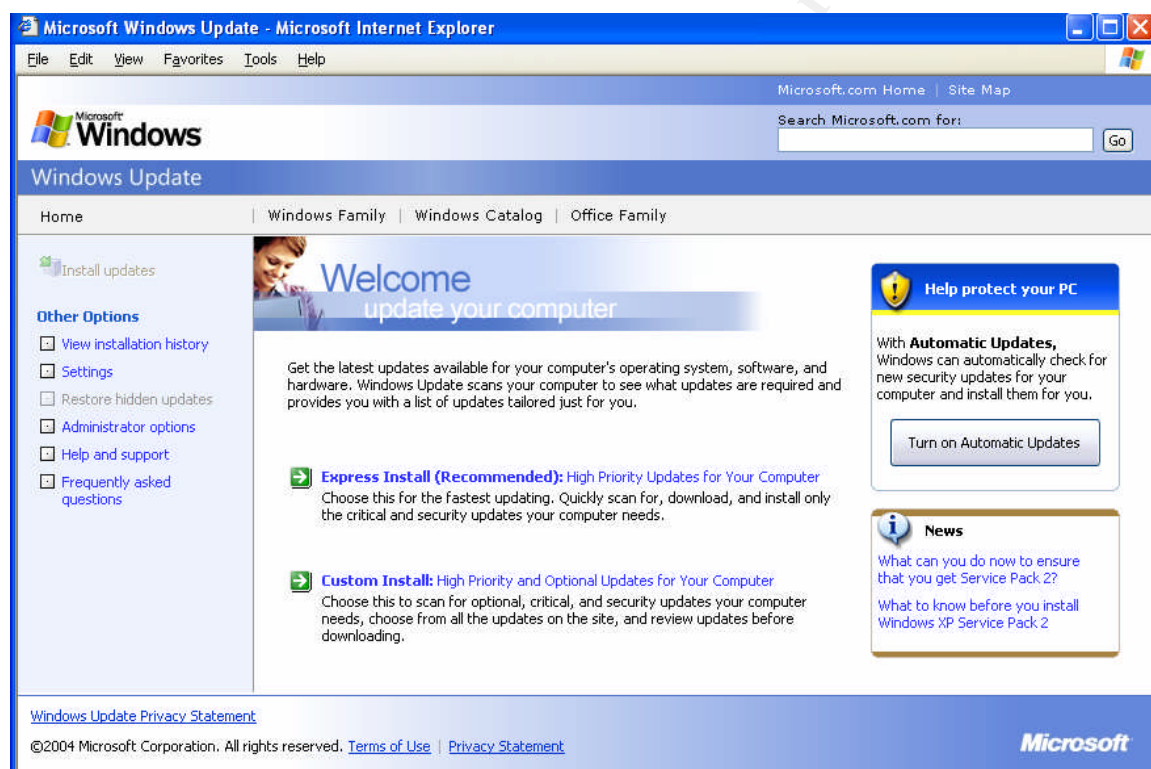 Microsoft Windows Update - Microsoft Internet Explorer
File Edit View Favorites Tools Help
Microsoft.com Home | Site Map
Microsoft
Windows
Search Microsoft.com for:
Go
Windows Update
Home | Windows Family | Windows Catalog | Office Family
Install updates
Other Options
View installation history
Settings
Restore hidden updates
Administrator options
Help and support
Frequently asked
questions
Welcome
update your computer
Get the latest updates available for your computer's operating system, software, and
hardware. Windows Update scans your computer to see what updates are required and
provides you with a list of updates tailored just for you.
Express Install (Recommended): High Priority Updates for Your Computer
Choose this for the fastest updating. Quickly scan for, download, and install only
the critical and security updates your computer needs.
Custom Install: High Priority and Optional Updates for Your Computer
Choose this to scan for optional, critical, and security updates your computer
needs, choose from all the updates on the site, and review updates before
downloading.
Help protect your PC
With Automatic Updates,
Windows can automatically check for
new security updates for your
computer and install them for you.
Turn on Automatic Updates
News
What can you do now to ensure
that you get Service Pack 2?
What to know before you install
Windows XP Service Pack 2
Windows Update Privacy Statement
©2004 Microsoft Corporation. All rights reserved. Terms of Use | Privacy Statement
Microsoft